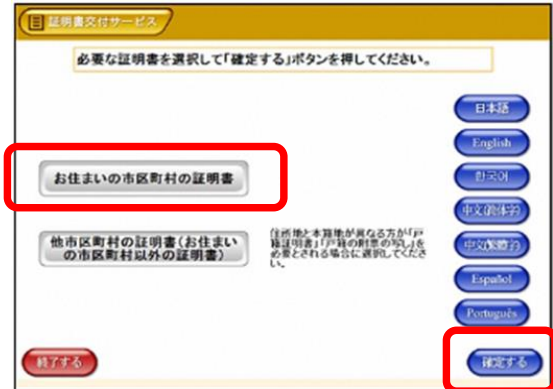 証明書交付サービス
必要な証明書を選択して「確定する」ボタンを押してください。
日本語
English
한국어
お住まいの市区町村の証明書
中文(简体字)
他市区町村の証明書(お住まい
の市区町村以外の証明書)
住所地と本籍地が異なる方が「戸
籍証明書」「戸籍の附票の写し」を
必要とされる場合に選択してくださ
い。
中文(繁體字)
Español
Português
終了する
確定する